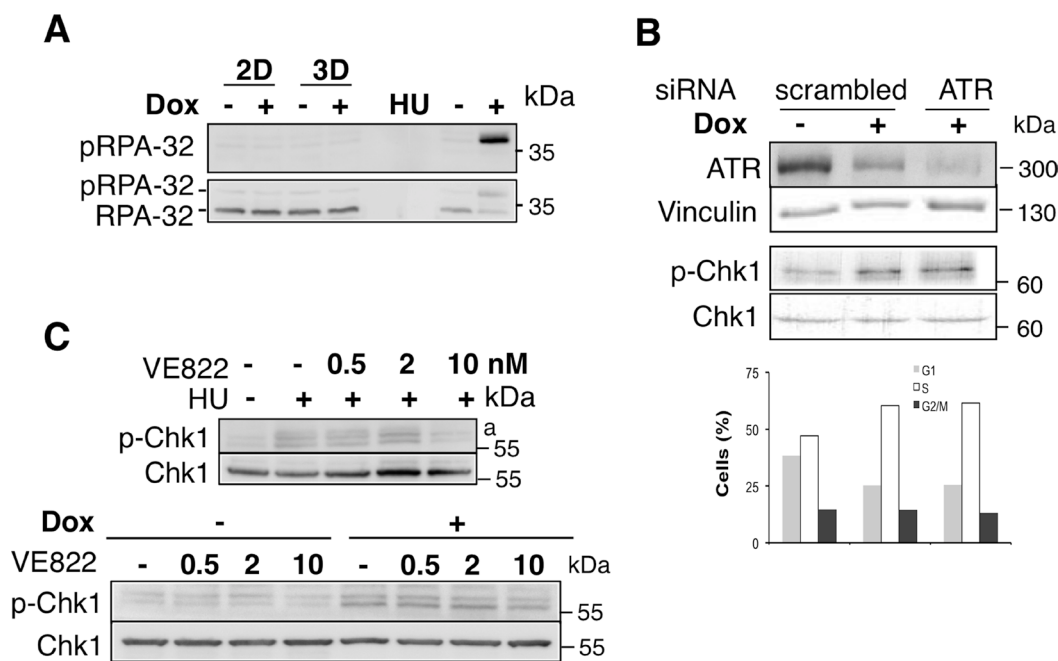 A
2D 3D
Dox - + - + HU - + kDa
pRPA-32
35
pRPA-32
RPA-32
35
B
siRNA scrambled ATR
Dox - + + kDa
ATR
300
Vinculin
130
p-Chk1
60
Chk1
60
75
50
25
0
Cells (%)
G1
S
G2/M
C
VE822 - - 0.5 2 10 nM
HU - + + + + kDa
p-Chk1
a
55
Chk1
55
Dox - +
VE822 - 0.5 2 10 - 0.5 2 10 kDa
p-Chk1
55
Chk1
55